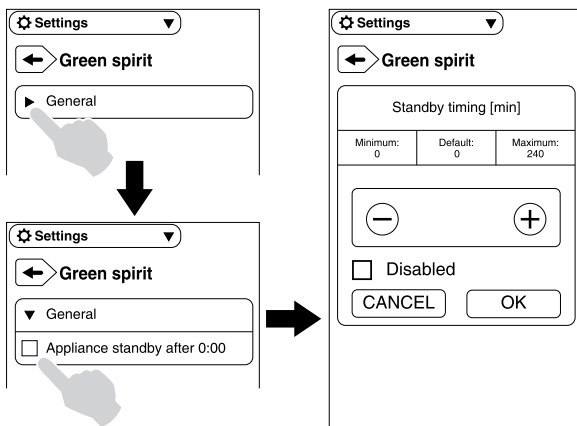 Settings
Green spirit
General
Settings
Green spirit
General
Appliance standby after 0:00
Settings
Green spirit
Standby timing [min]
Minimum: Default: Maximum:
0 0 240
Disabled
CANCEL OK